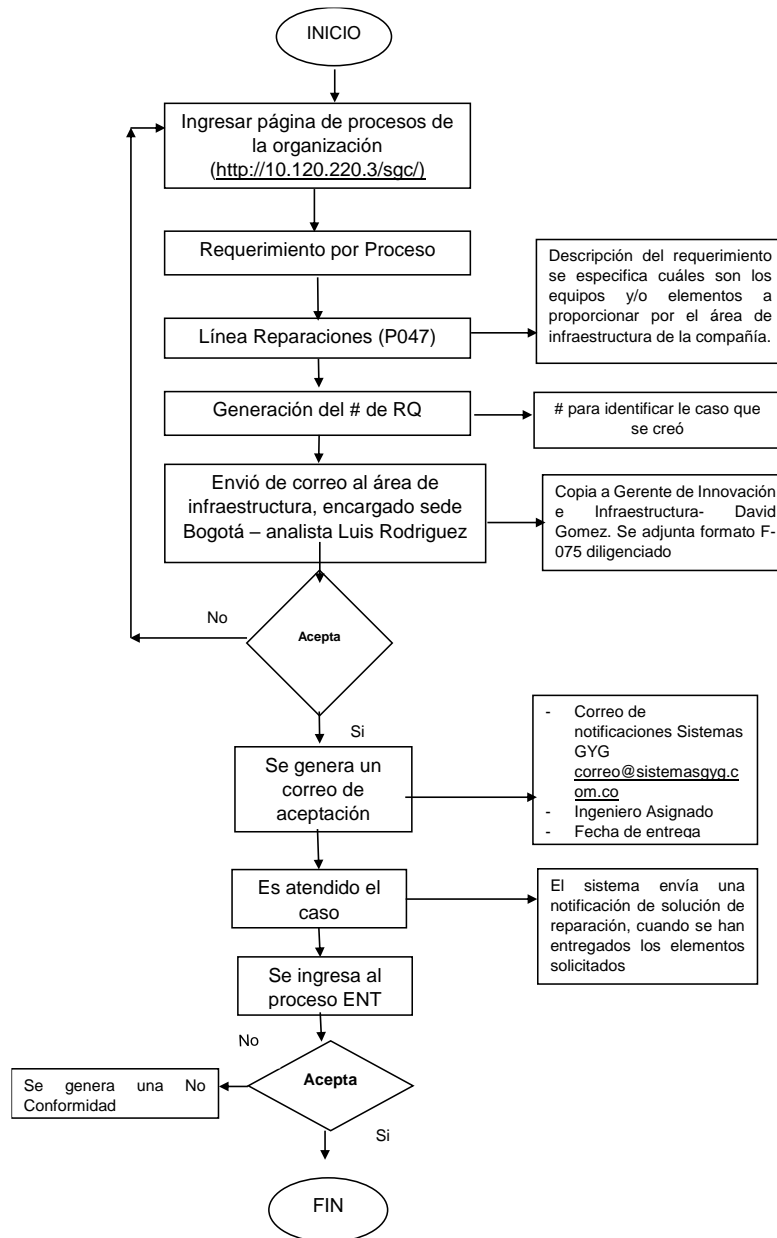 INICIO
Ingresar página de procesos de
la organización
(http://10.120.220.3/sgc/)
Requerimiento por Proceso
Descripción del requerimiento
se especifica cuáles son los
equipos y/o elementos a
proporcionar por el área de
infraestructura de la compañía.
Línea Reparaciones (P047)
Generación del # de RQ
# para identificar le caso que
se creó
Envió de correo al área de
infraestructura, encargado sede
Bogotá – analista Luis Rodriguez
Copia a Gerente de Innovación
e Infraestructura- David
Gomez. Se adjunta formato F-
075 diligenciado
No
Acepta
Si
Se genera un
correo de
aceptación
- Correo de
notificaciones Sistemas
GYG
correo@sistemasgyg.c
om.co
- Ingeniero Asignado
- Fecha de entrega
Es atendido el
caso
El sistema envía una
notificación de solución de
reparación, cuando se han
entregados los elementos
solicitados
Se ingresa al
proceso ENT
No
Acepta
Se genera una No
Conformidad
Si
FIN